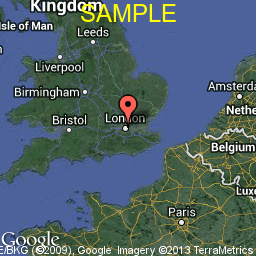 Kingdom
SAMPLE
Isle of Man
Leeds
Liverpool
Birmingham
Amsterda
London
Nethe
Bristol
Belgium
Luxe
Paris
Google
E/BKG (©2009), Google Imagery ©2013 TerraMetrics